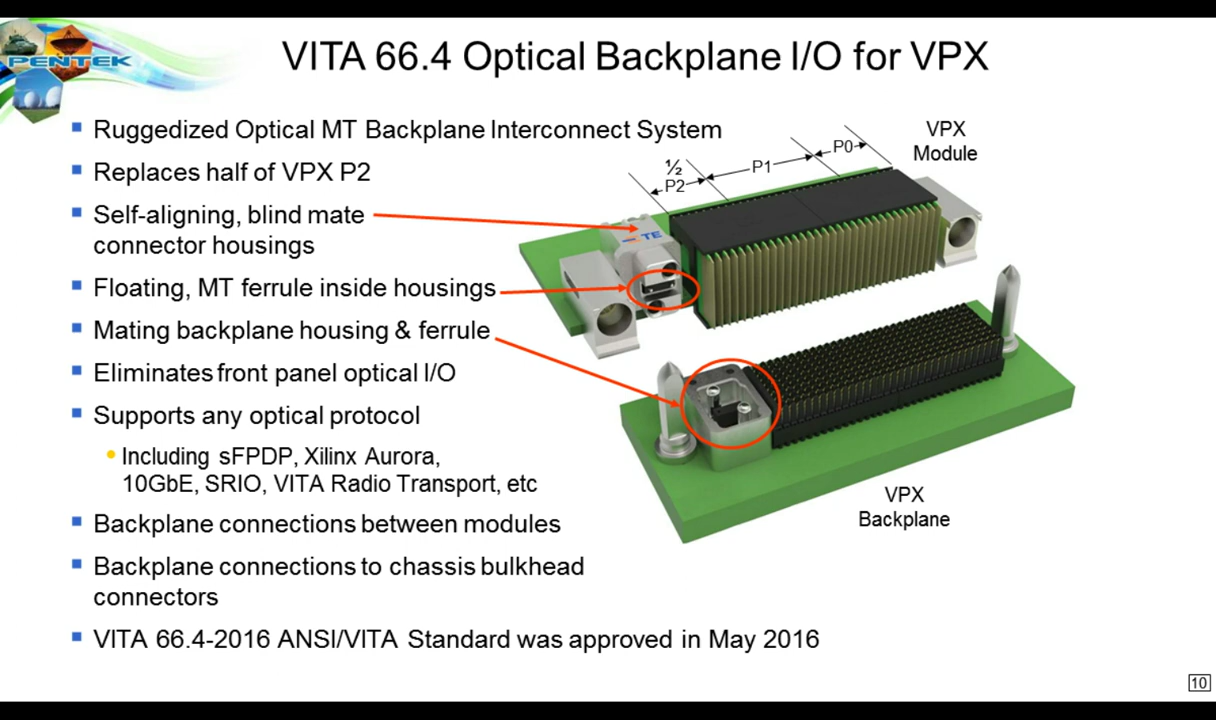 PENTEK
VITA 66.4 Optical Backplane I/O for VPX
Ruggedized Optical MT Backplane Interconnect System
Replaces half of VPX P2
Self-aligning, blind mate
connector housings
Floating, MT ferrule inside housings
Mating backplane housing & ferrule
Eliminates front panel optical I/O
Supports any optical protocol
Including sFPDP, Xilinx Aurora,
10GbE, SRIO, VITA Radio Transport, etc
Backplane connections between modules
Backplane connections to chassis bulkhead
connectors
VITA 66.4-2016 ANSI/VITA Standard was approved in May 2016
½
P2
P1
P0
VPX
Module
TE
VPX
Backplane
10